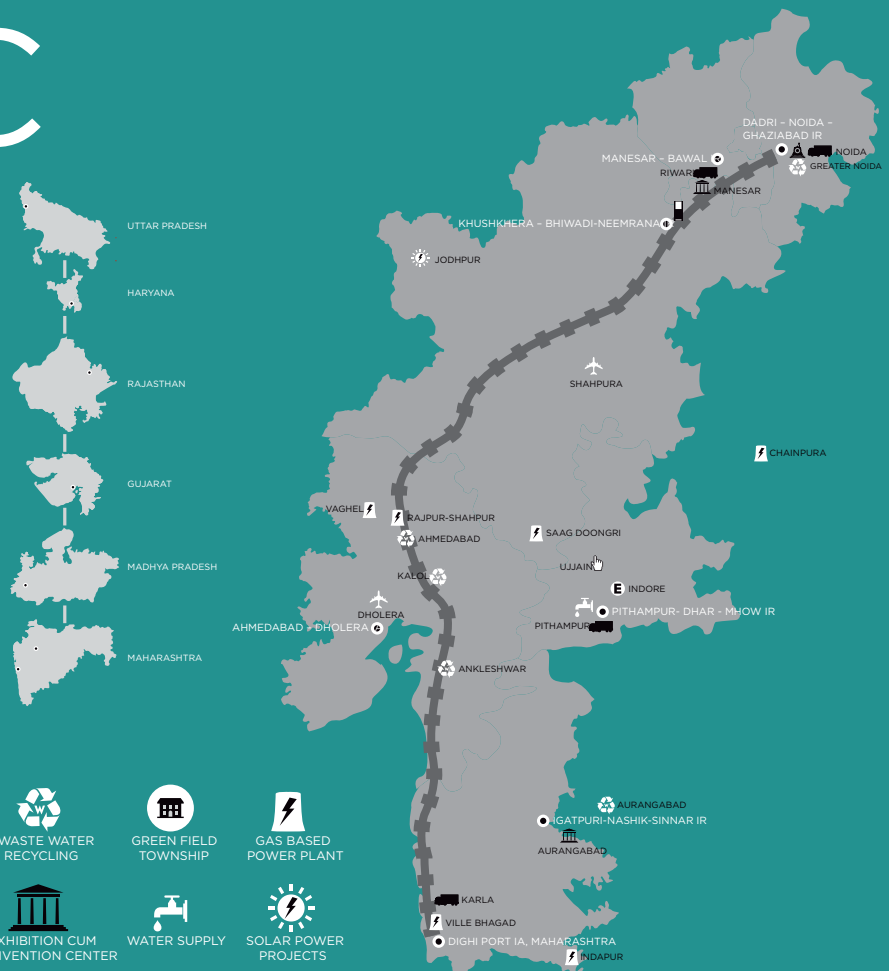 UTTAR PRADESH
HARYANA
RAJASTHAN
GUJARAT
MADHYA PRADESH
MAHARASHTRA
DADRI – NOIDA –
GHAZIABAD IR
NOIDA
GREATER NOIDA
MANESAR – BAWAL
RIWAR
MANESAR
KHUSHKHERA – BHIWADI-NEEMRANA
JODHPUR
SHAHPURA
CHAINPURA
VAGHEL
RAJPUR-SHAHPUR
AHMEDABAD
SAAG DOONGRI
UJJAIN
KALOL
INDORE
DHOLERA
PITHAMPUR- DHAR - MHOW IR
AHMEDABAD – DHOLERA
PITHAMPUR
ANKLESHWAR
AURANGABAD
IGATPURI-NASHIK-SINNAR IR
AURANGABAD
KARLA
VILLE BHAGAD
DIGHI PORT IA, MAHARASHTRA
INDAPUR
WASTE WATER
RECYCLING
GREEN FIELD
TOWNSHIP
GAS BASED
POWER PLANT
XHIBITION CUM
NVENTION CENTER
WATER SUPPLY
SOLAR POWER
PROJECTS